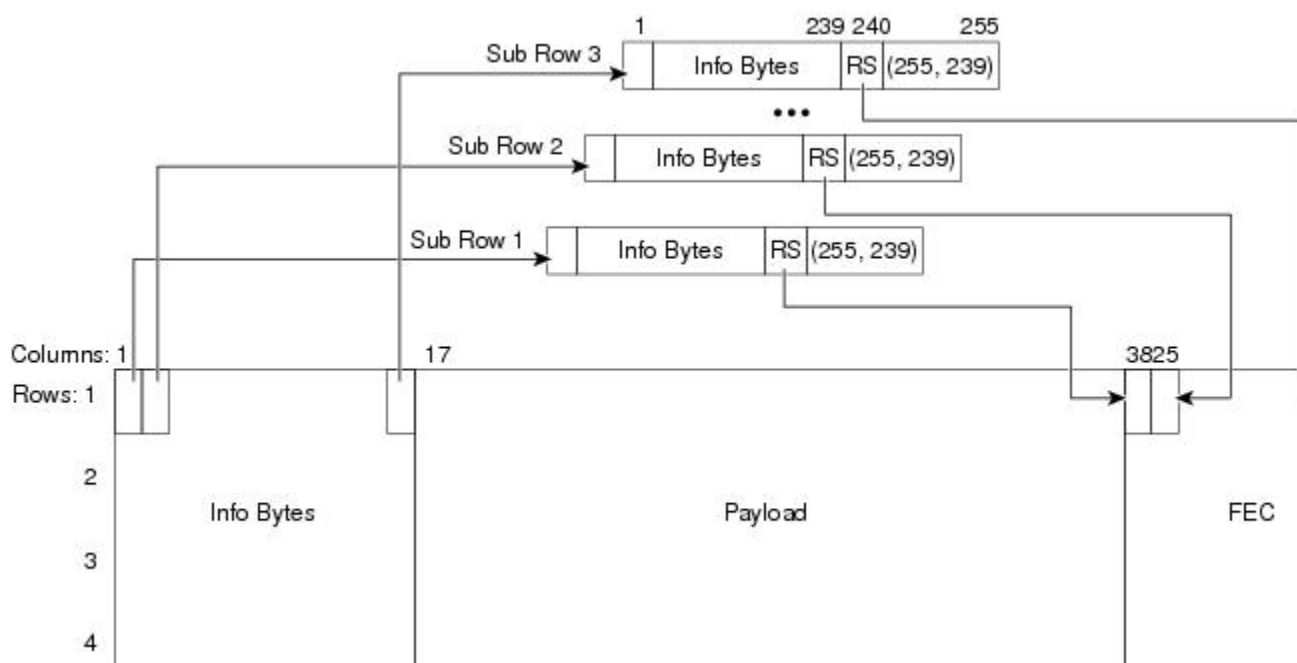 1 239 240 255
Sub Row 3 Info Bytes RS (255, 239)
•••
Sub Row 2 Info Bytes RS (255, 239)
Sub Row 1 Info Bytes RS (255, 239)
Columns: 1 17 3825
Rows: 1
2
Info Bytes Payload FEC
3
4